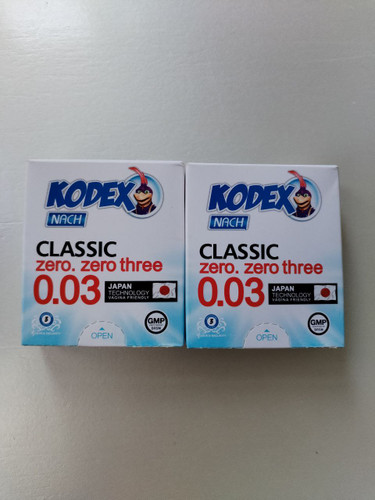 KODEX
NACH
CLASSIC
zero. zero three
0.03
JAPAN
TECHNOLOGY
VAGINA FRIENDLY
GMP
OPEN
KODEX
NACH
CLASSIC
zero. zero three
0.03
JAPAN
TECHNOLOGY
VAGINA FRIENDLY
GMP
OPEN